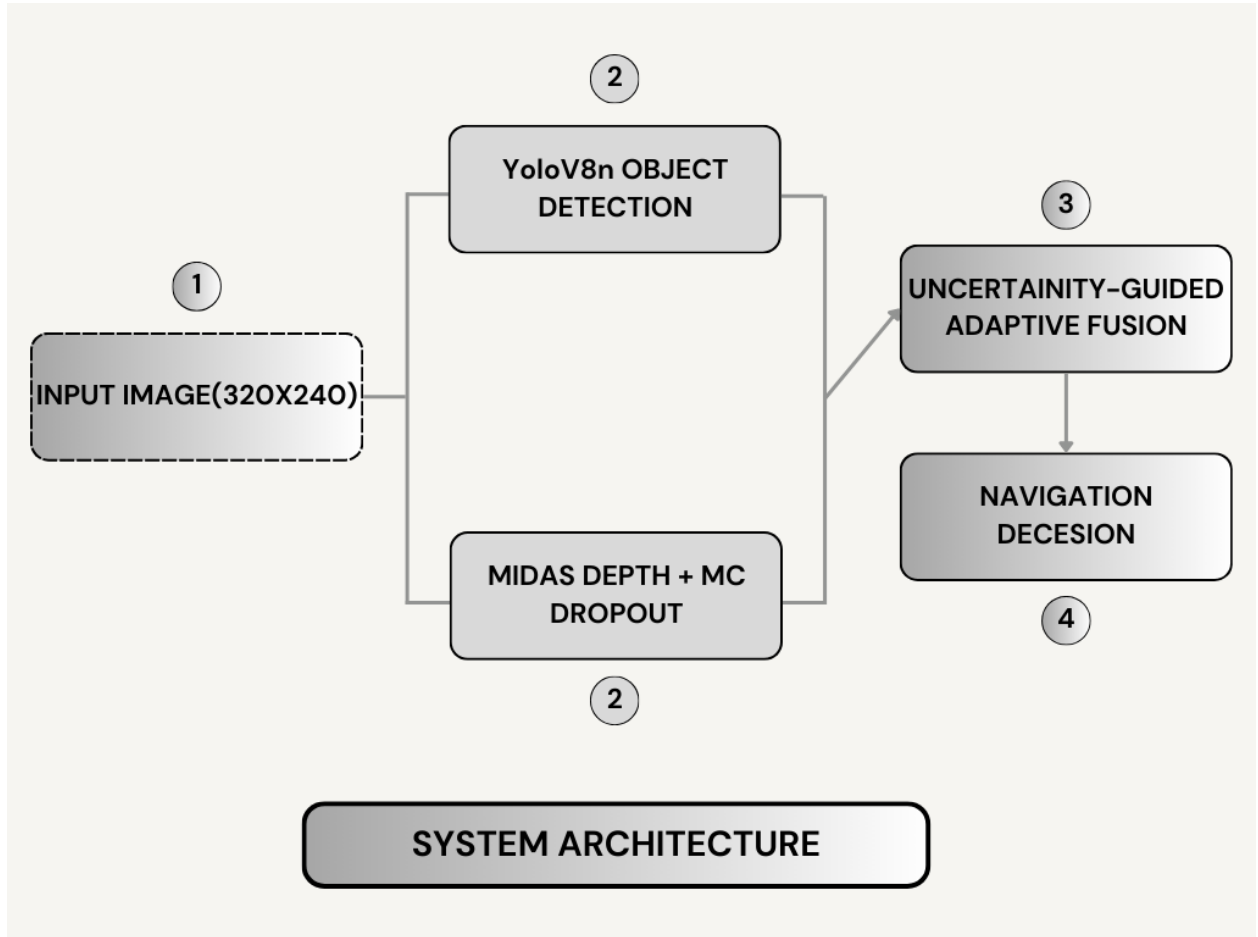 2
YoloV8n OBJECT
DETECTION
3
1
UNCERTAINITY-GUIDED
ADAPTIVE FUSION
INPUT IMAGE(320X240)
NAVIGATION
DECESION
MIDAS DEPTH + MC
DROPOUT
4
2
SYSTEM ARCHITECTURE